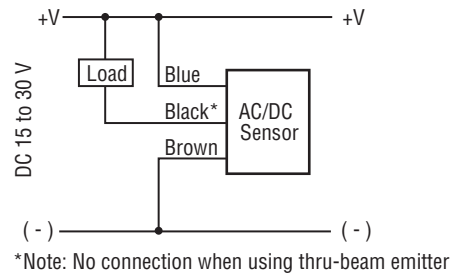 +V +V
DC 15 to 30 V
Load
Blue
Black*
Brown
AC/DC
Sensor
( - ) ( - )
*Note: No connection when using thru-beam emitter